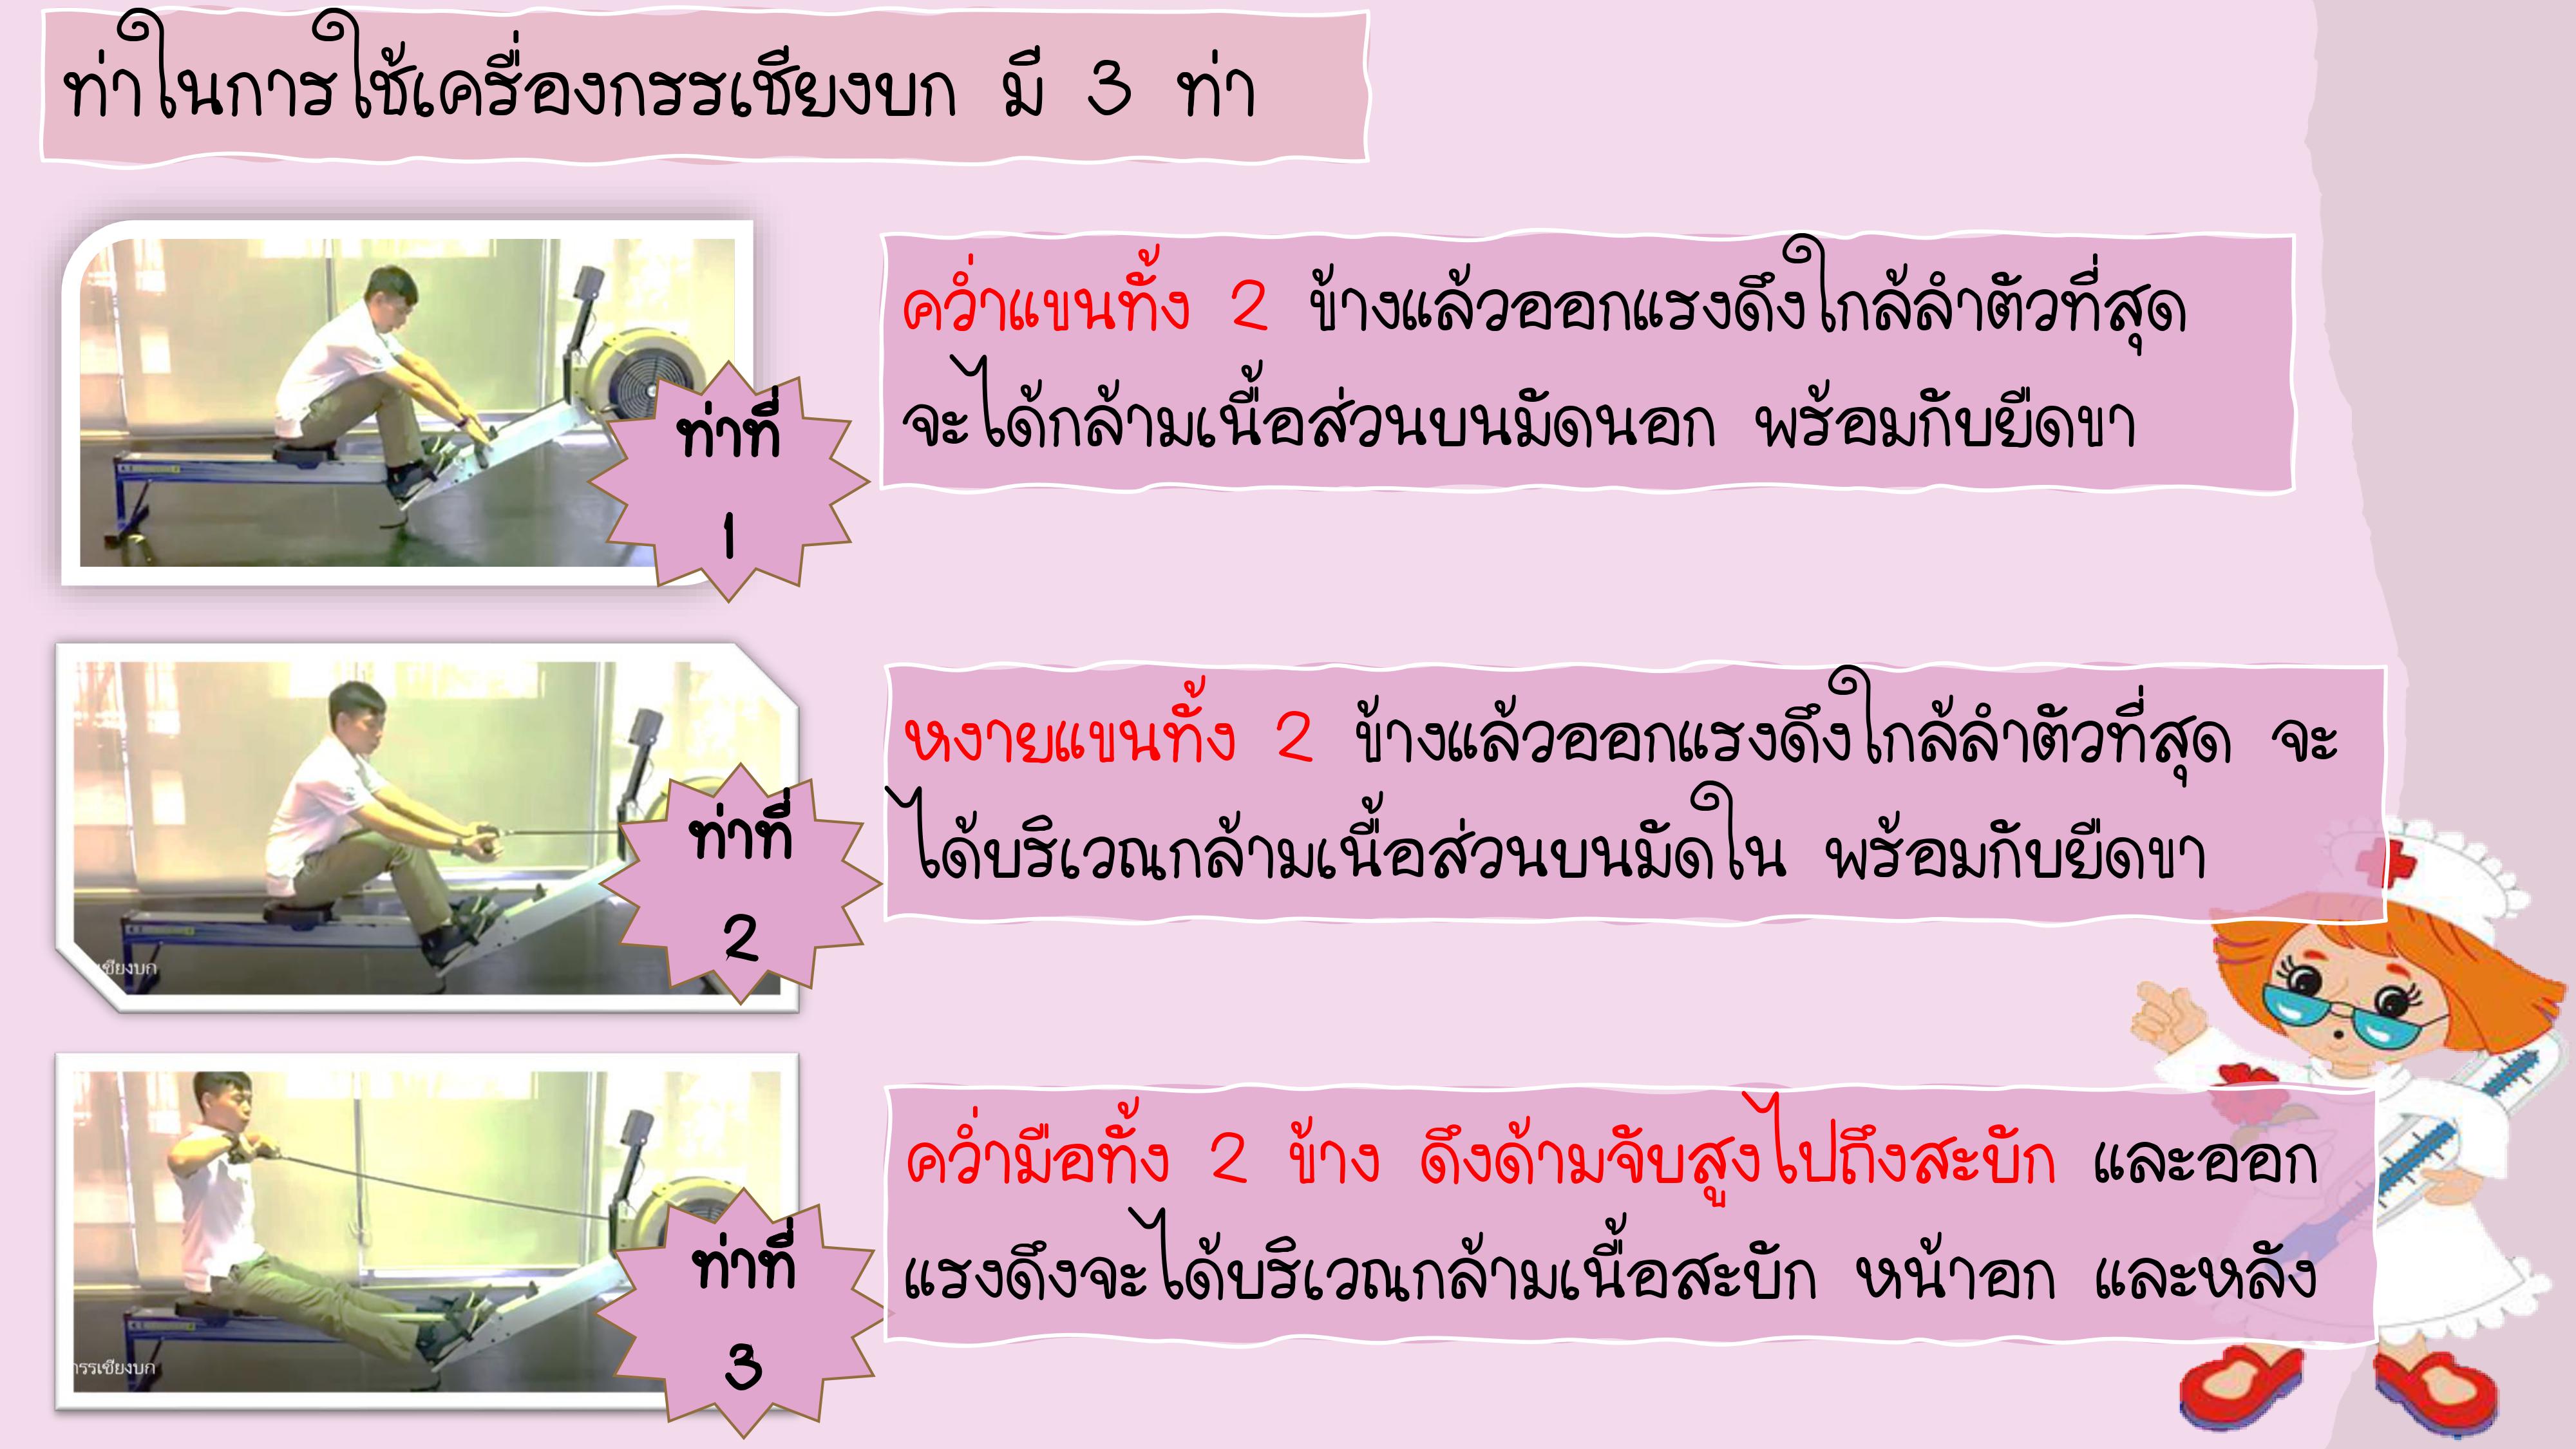 ท่าในการใช้เครื่องกรรเชียงบก มี 3 ท่า
ท่าที่
1
คว่ำแขนทั้ง 2 ข้างแล้วออกแรงดึงใกล้ลำตัวที่สุด
จะได้กล้ามเนื้อส่วนบนมัดนอก พร้อมกับยืดขา
ท่าที่
2
หงายแขนทั้ง 2 ข้างแล้วออกแรงดึงใกล้ลำตัวที่สุด จะ
ได้บริเวณกล้ามเนื้อส่วนบนมัดใน พร้อมกับยืดขา
เชียงบก
ท่าที่
3
คว่ำมือทั้ง 2 ข้าง ดึงด้ามจับสูงไปถึงสะบัก และออก
แรงดึงจะได้บริเวณกล้ามเนื้อสะบัก หน้าอก และหลัง
กรรเชียงบก